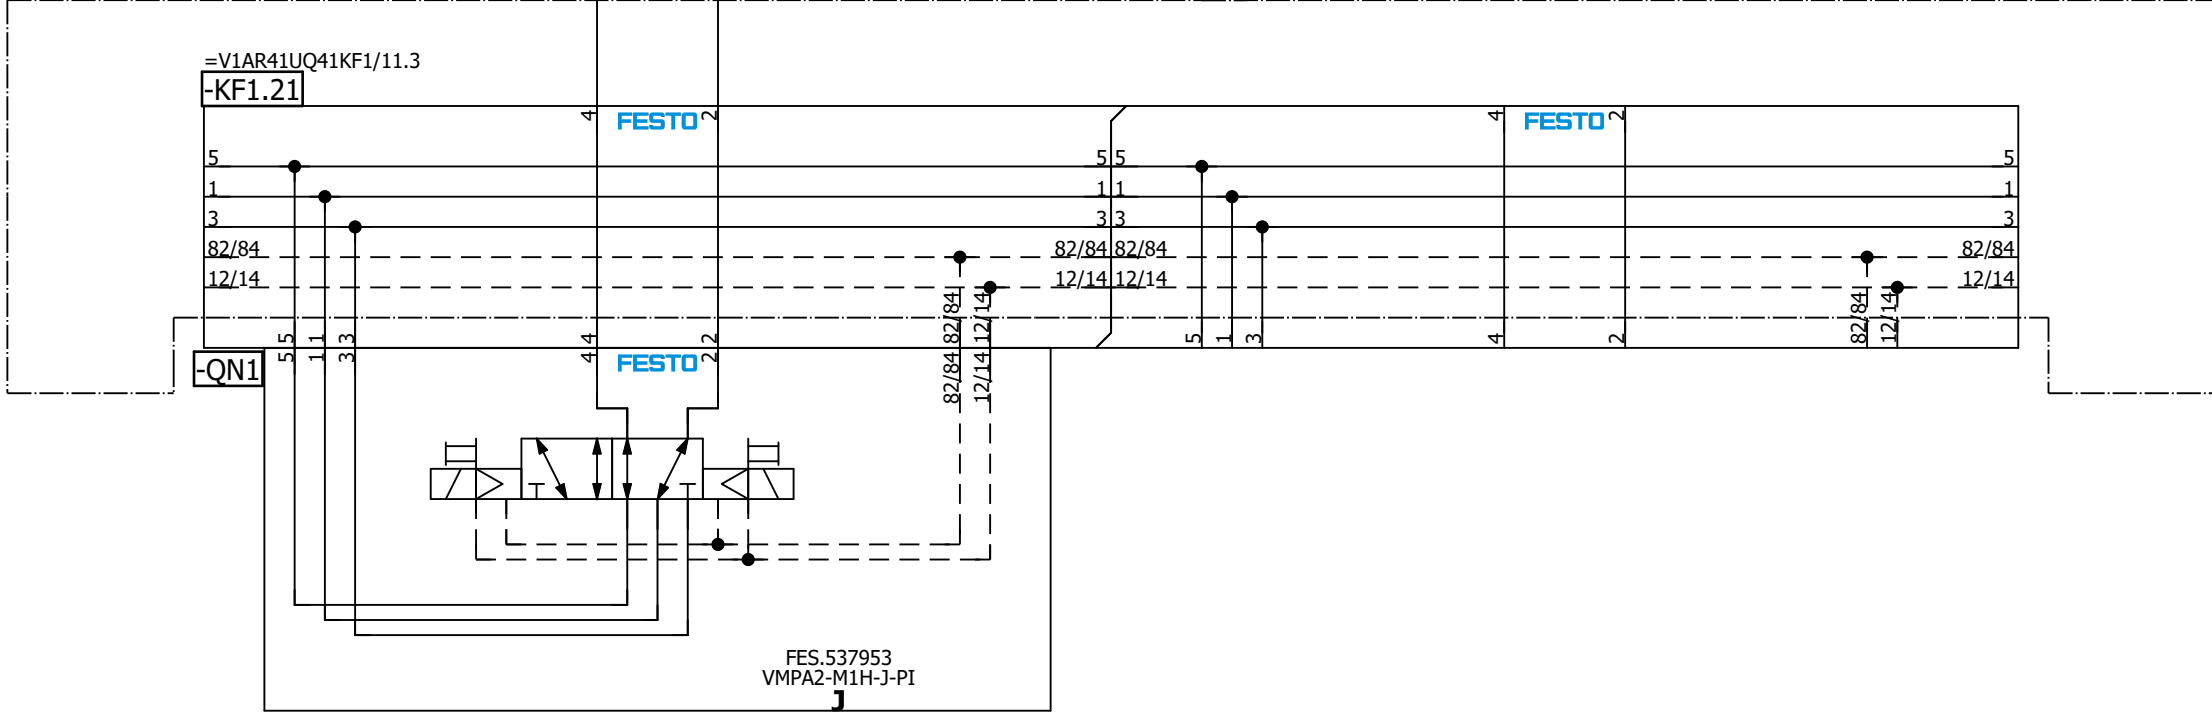 =V1AR41UQ41KF1/11.3
-KF1.21
4 FESTO 2 4 FESTO 2
5 5 5 5
1 1 1 1
3 3 3 3
82/84 82/84 82/84 82/84
12/14 12/14 12/14 12/14
5 1 3 4 2 82/84 12/14 5 1 3 4 2 82/84 12/14
-QN1
5 1 3 4 FESTO 2 82/84 12/14
FES.537953
VMPA2-M1H-J-PI
J